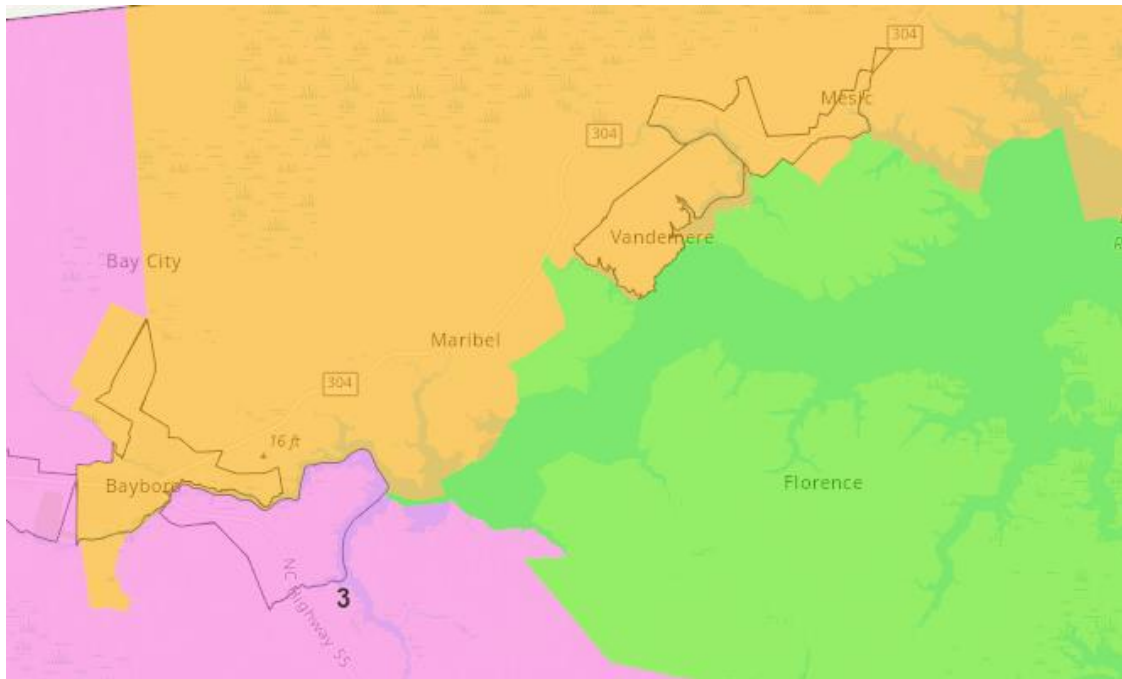 304
Mesic
304
Vandemere
Bay City
Maribel
304
16 ft
Bayboro
Florence
3
NC Highway 55
R